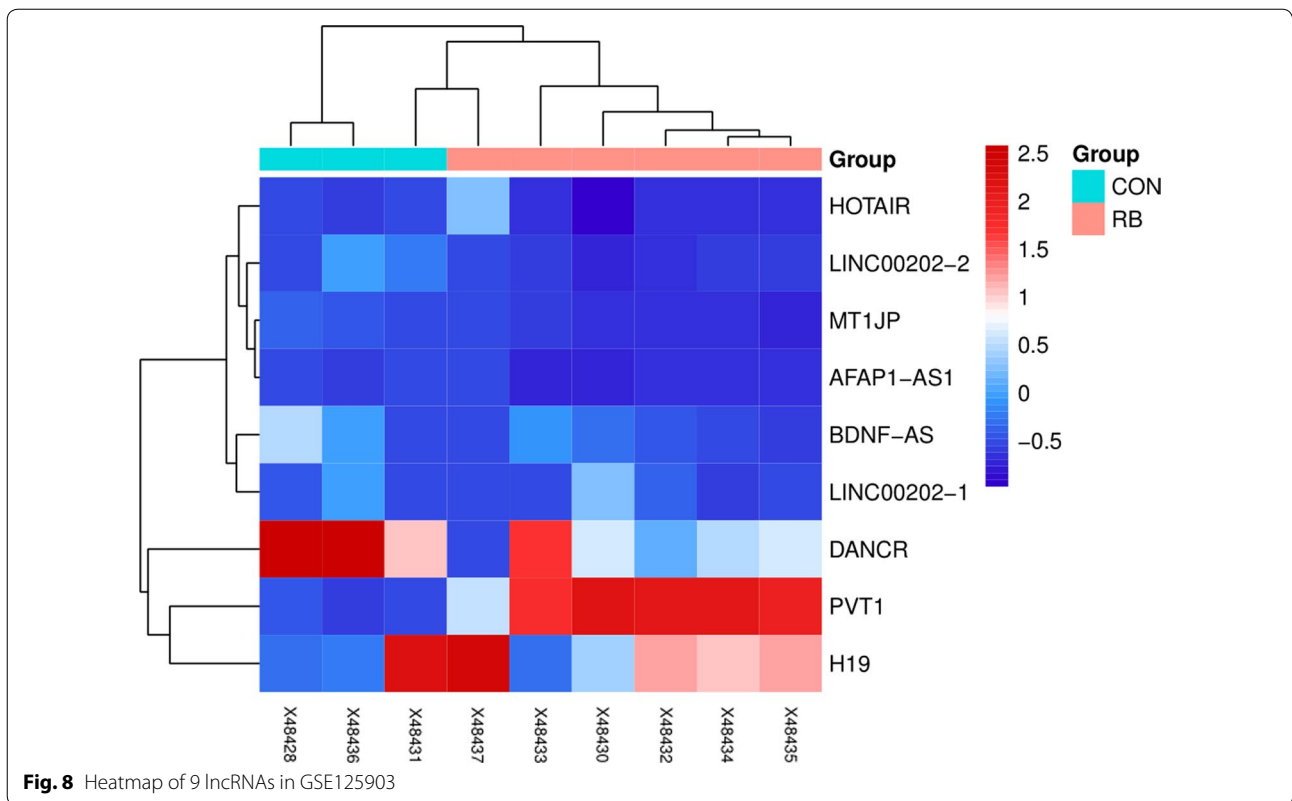 Group
HOTAIR
LINC00202−2
MT1JP
AFAP1−AS1
BDNF−AS
LINC00202−1
DANCR
PVT1
H19
X48428
X48436
X48431
X48437
X48433
X48430
X48432
X48434
X48435
2.5
2
1.5
1
0.5
0
−0.5
Group
CON
RB
Fig. 8 Heatmap of 9 lncRNAs in GSE125903